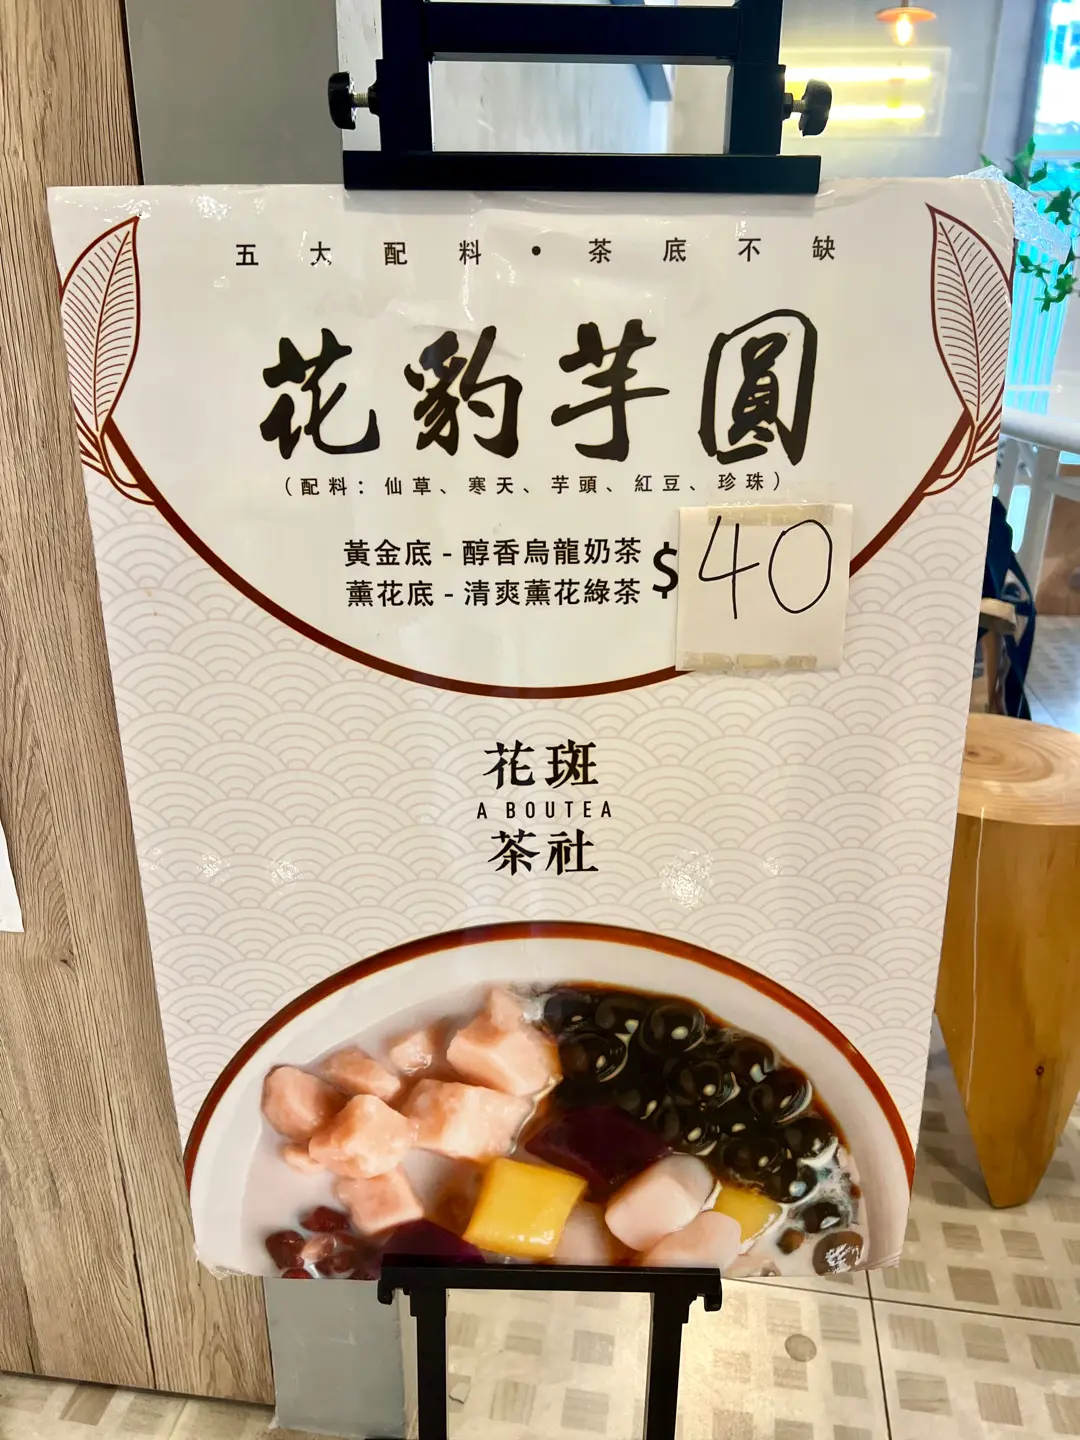 五大配料•茶底不缺
花豹芋圓
（配料：仙草、寒天、芋頭、紅豆、珍珠）
黃金底 - 醇香烏龍奶茶
薰花底 - 清爽薰花綠茶
$40
花斑
A BOUTEA
茶社